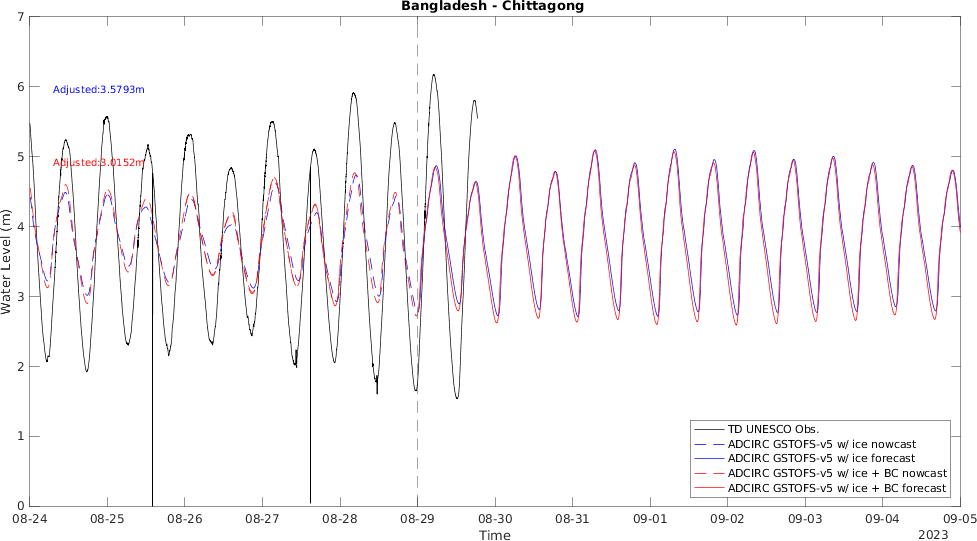 Bangladesh - Chittagong
7
6
5
4
3
2
1
0
Water Level (m)
Adjusted:3.5793m
Adjusted:3.0152m
TD UNESCO Obs.
ADCIRC GSTOFS-v5 w/ ice nowcast
ADCIRC GSTOFS-v5 w/ ice forecast
ADCIRC GSTOFS-v5 w/ ice + BC nowcast
ADCIRC GSTOFS-v5 w/ ice + BC forecast
08-24 08-25 08-26 08-27 08-28 08-29 08-30 08-31 09-01 09-02 09-03 09-04 09-05
Time
2023